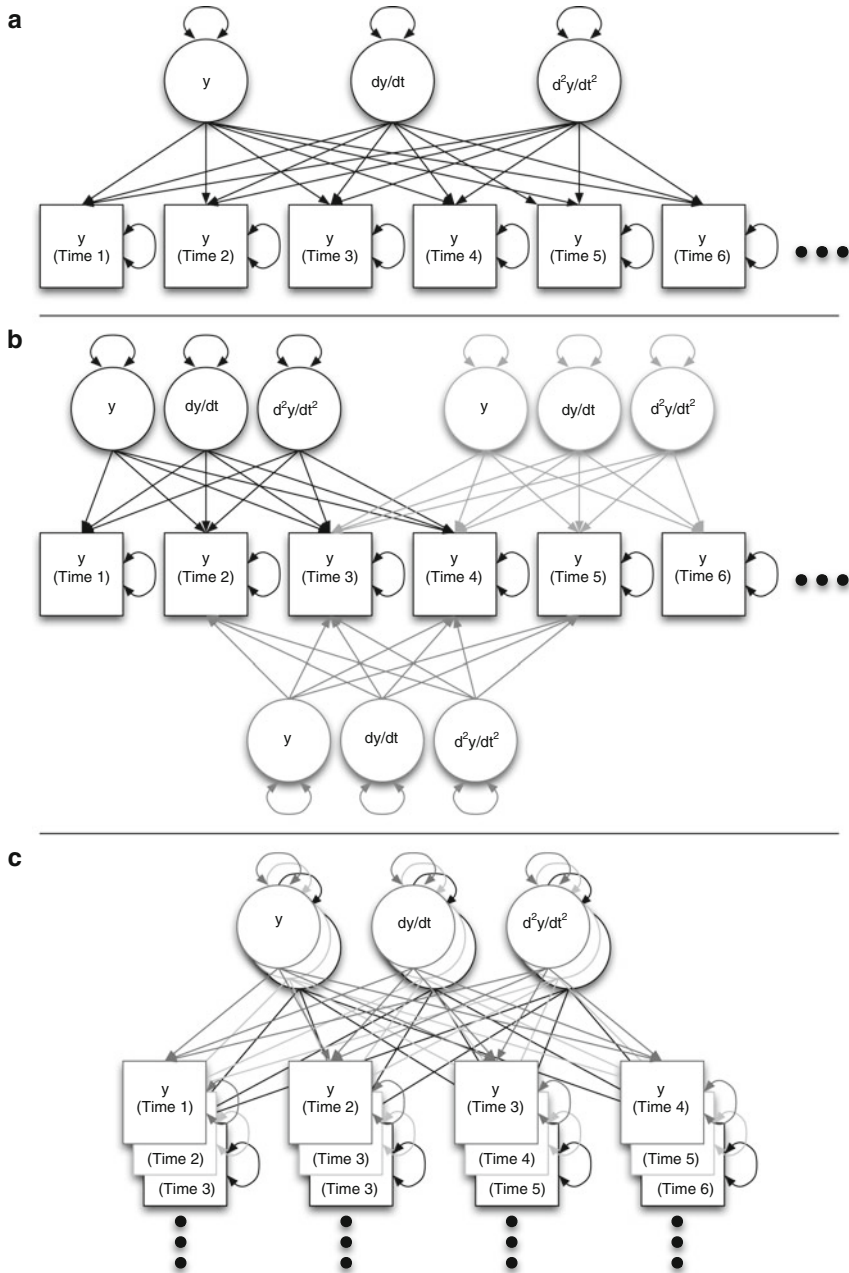 a
y dy/dt d²y/dt²
y y y y y y
(Time 1) (Time 2) (Time 3) (Time 4) (Time 5) (Time 6)
b
y dy/dt d²y/dt² y dy/dt d²y/dt²
y y y y y y
(Time 1) (Time 2) (Time 3) (Time 4) (Time 5) (Time 6)
y dy/dt d²y/dt²
c
y dy/dt d²y/dt²
y y y y
(Time 1) (Time 2) (Time 3) (Time 4)
(Time 2) (Time 3) (Time 4) (Time 5)
(Time 3) (Time 3) (Time 5) (Time 6)